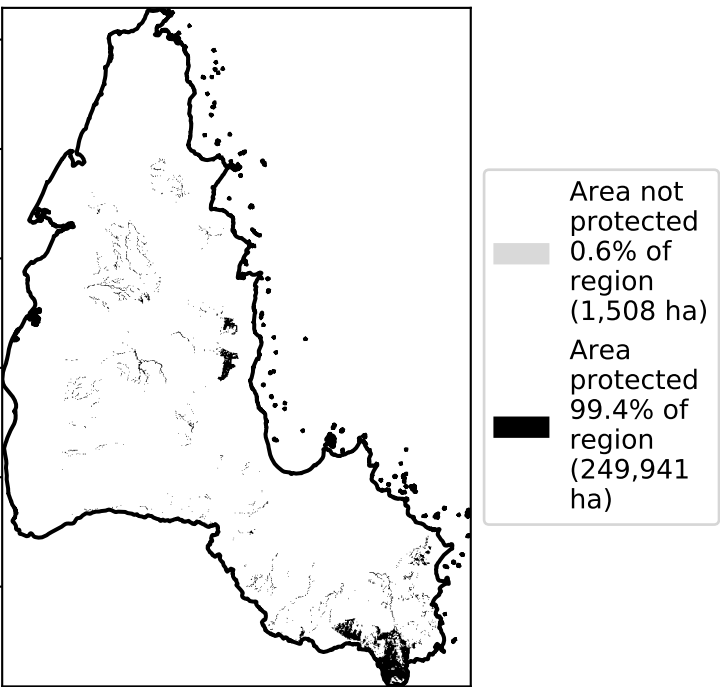 Area not
protected
0.6% of
region
(1,508 ha)
Area
protected
99.4% of
region
(249,941
ha)